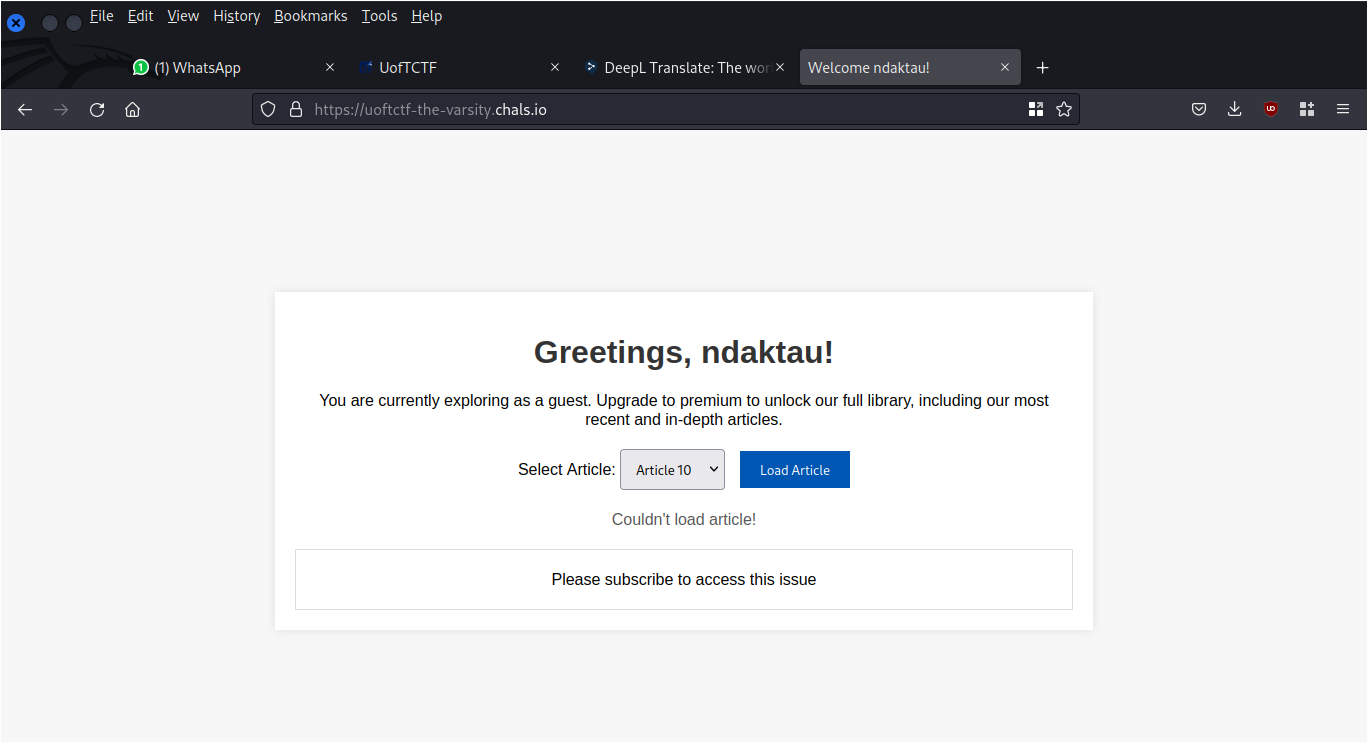 File Edit View History Bookmarks Tools Help
1 (1) WhatsApp UofTCTF DeepL Translate: The wor Welcome ndaktau!
https://uoftctf-the-varsity.chals.io
Greetings, ndaktau!
You are currently exploring as a guest. Upgrade to premium to unlock our full library, including our most
recent and in-depth articles.
Select Article: Article 10 Load Article
Couldn't load article!
Please subscribe to access this issue